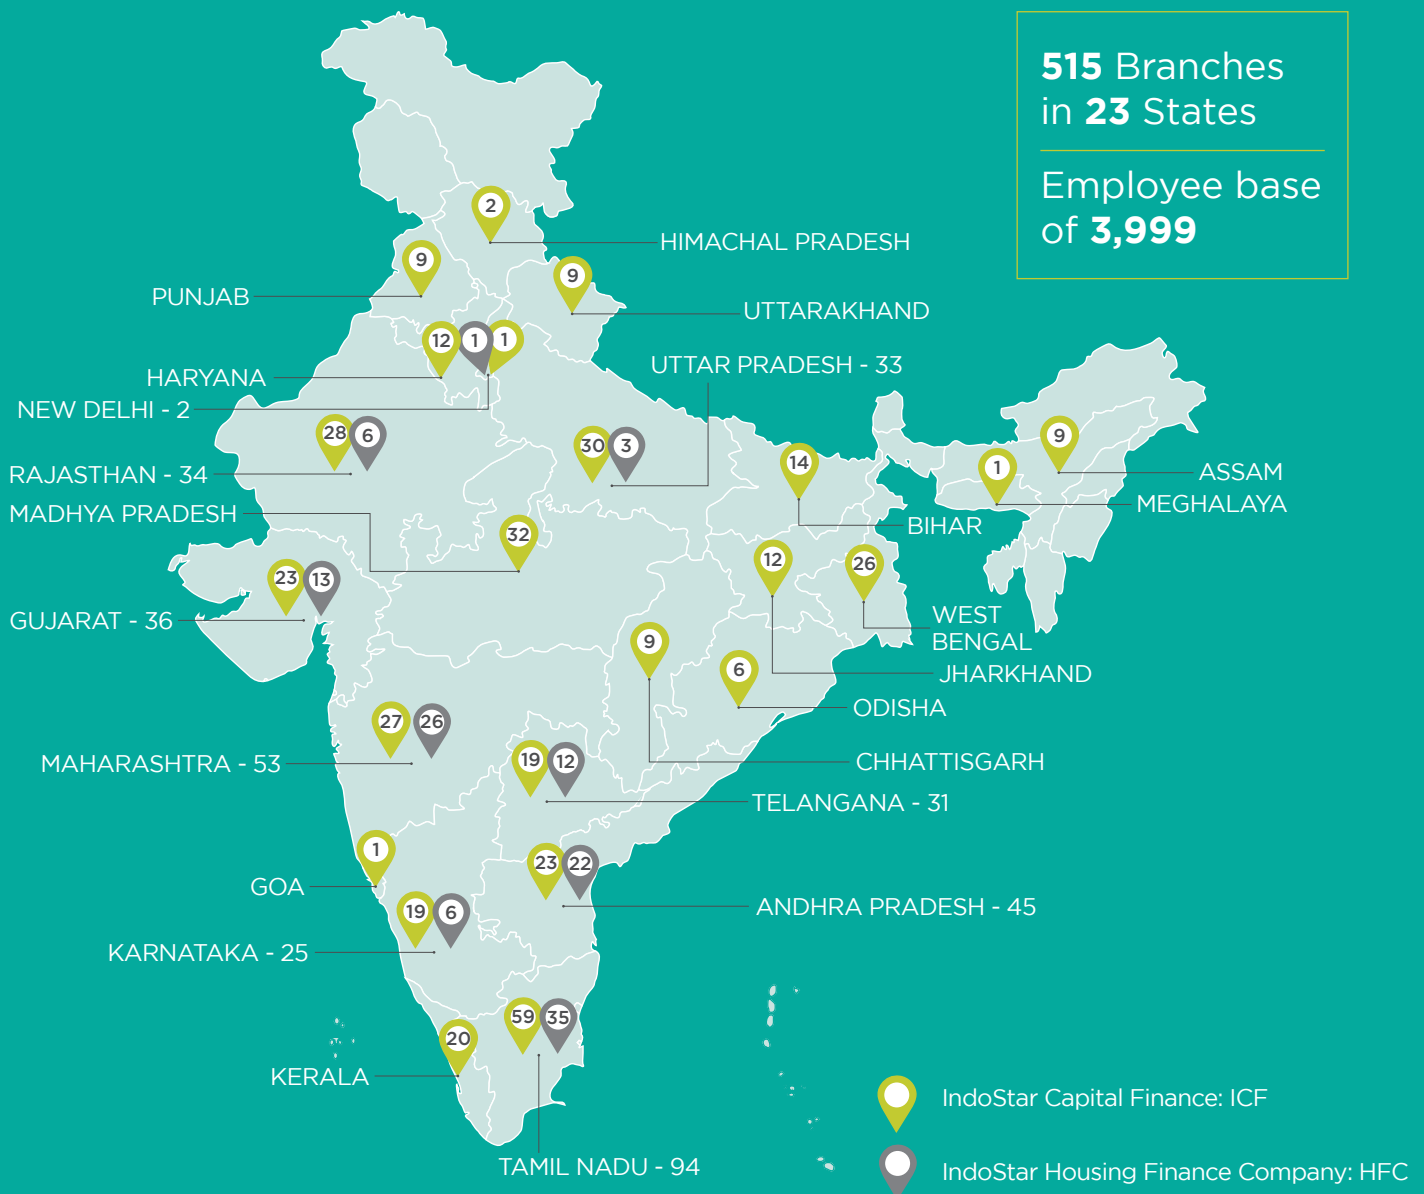 515 Branches
in 23 States
Employee base
of 3,999
2
HIMACHAL PRADESH
9
PUNJAB
9
UTTARAKHAND
12
1
1
HARYANA
NEW DELHI - 2
UTTAR PRADESH - 33
30
3
28
6
RAJASTHAN - 34
MADHYA PRADESH
32
14
BIHAR
9
ASSAM
1
MEGHALAYA
23
13
GUJARAT - 36
12
26
WEST
BENGAL
JHARKHAND
9
6
ODISHA
CHHATTISGARH
27
26
MAHARASHTRA - 53
19
12
TELANGANA - 31
1
GOA
23
22
ANDHRA PRADESH - 45
19
6
KARNATAKA - 25
59
35
20
KERALA
TAMIL NADU - 94
IndoStar Capital Finance: ICF
IndoStar Housing Finance Company: HFC